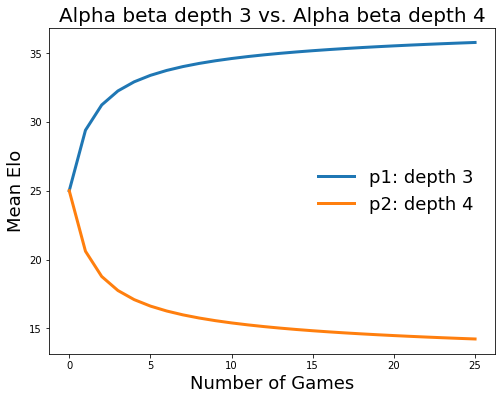 Alpha beta depth 3 vs. Alpha beta depth 4
35
30
25
20
15
Mean Elo
p1: depth 3
p2: depth 4
0 5 10 15 20 25
Number of Games